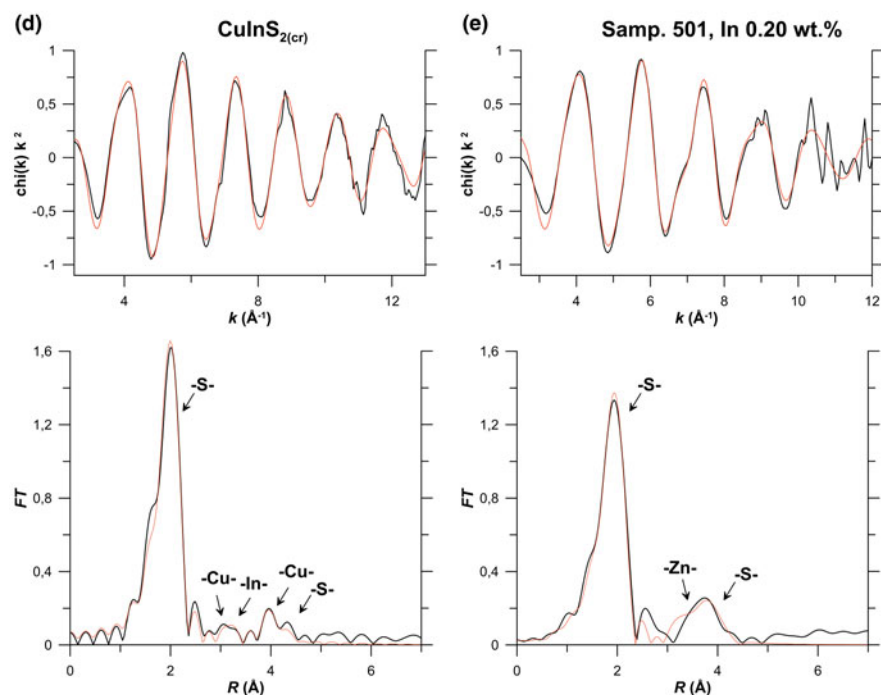 (d) CuInS2(cr)
chi(k) k²
1
0.5
0
-0.5
-1
4 8 12
k (Å⁻¹)
FT
1,6
1,2
0,8
0,4
0
-S-
-Cu-
-In-
-Cu-
-S-
0 2 4 6
R (Å)
(e) Samp. 501, In 0.20 wt.%
chi(k) k²
1
0.5
0
-0.5
-1
4 6 8 10 12
k (Å⁻¹)
FT
1,6
1,2
0,8
0,4
0
-S-
-Zn-
-S-
0 2 4 6
R (Å)